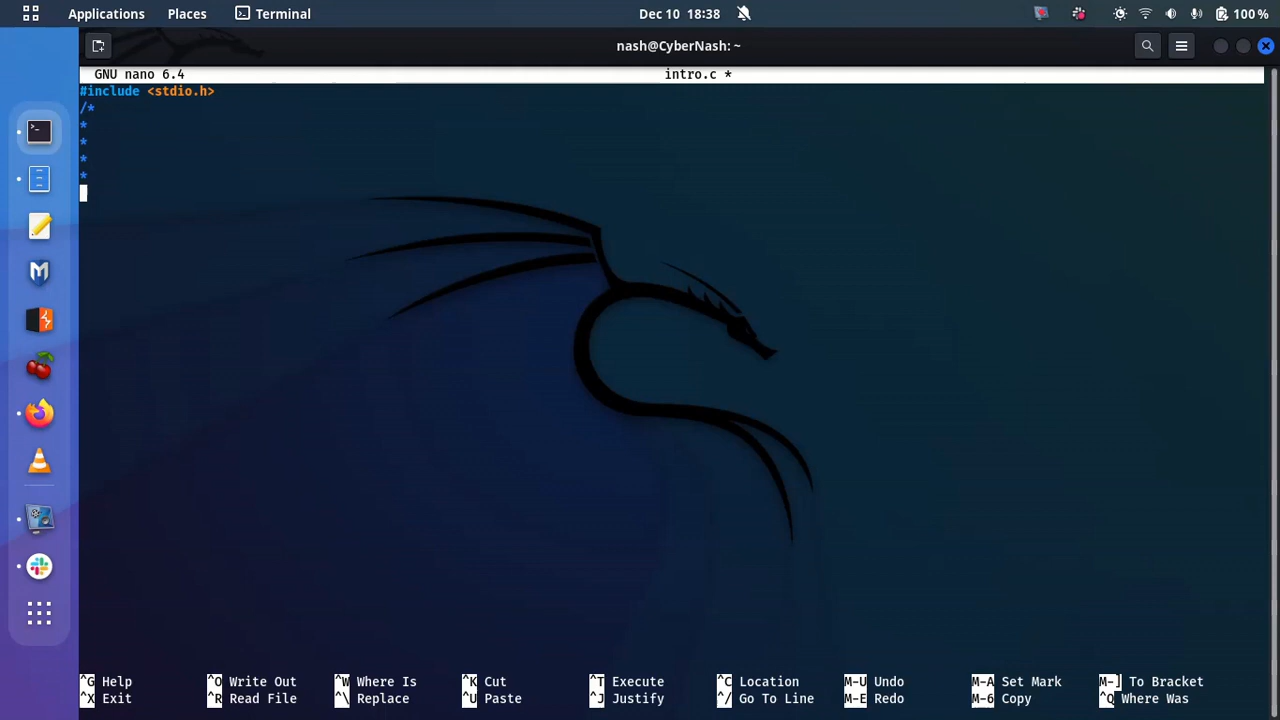 Applications Places Terminal Dec 10 18:38 100 %
nash@CyberNash: ~
GNU nano 6.4 intro.c *
#include <stdio.h>
/*
*
*
*
*
^G Help ^O Write Out ^W Where Is ^K Cut ^T Execute ^C Location M-U Undo M-A Set Mark M-] To Bracket
^X Exit ^R Read File ^\ Replace ^U Paste ^J Justify ^/ Go To Line M-E Redo M-6 Copy ^Q Where Was